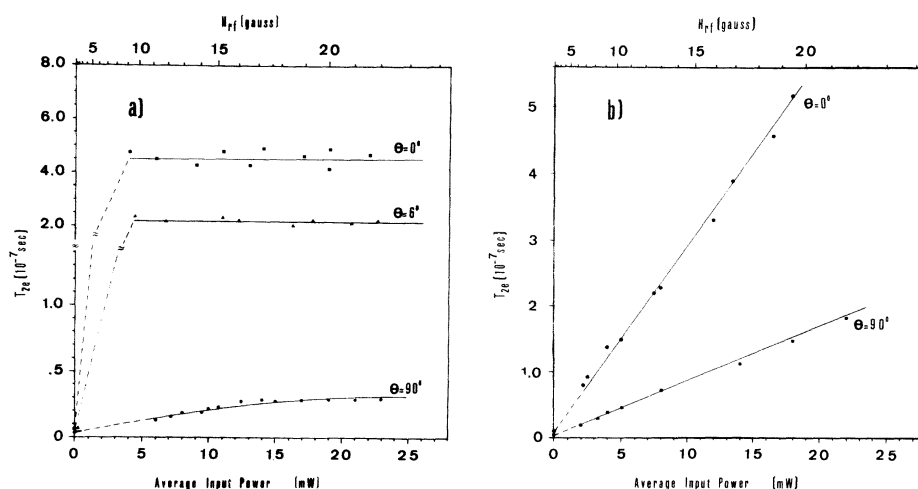 H_rf (gauss)
5 10 15 20
8.0
6.0
4.0
2.0
1.0
.5
0
T_2e (10^-7 sec)
a)
θ=0°
θ=6°
θ=90°
0 5 10 15 20 25
Average Input Power (mW)
H_rf (gauss)
5 10 15 20
5
4
3
2
1
0
T_2e (10^-7 sec)
b)
θ=0°
θ=90°
0 5 10 15 20 25
Average Input Power (mW)